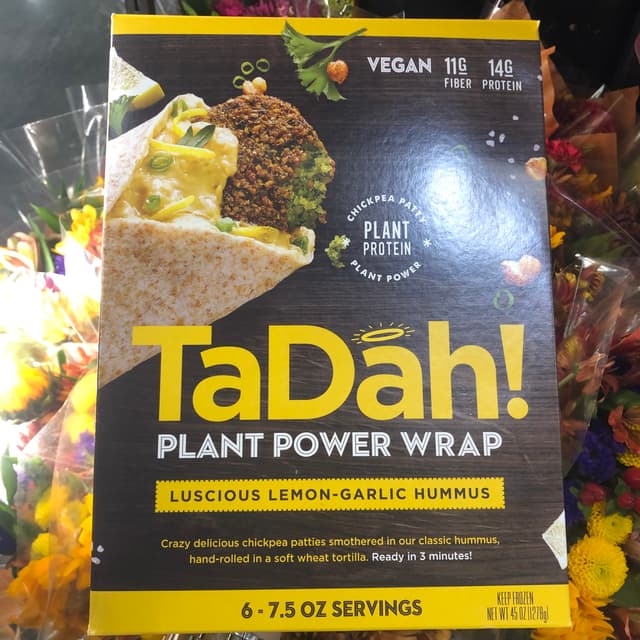 VEGAN 11G FIBER 14G PROTEIN
CHICKPEA PATTY
PLANT
PROTEIN
PLANT POWER
TaDah!
PLANT POWER WRAP
LUSCIOUS LEMON-GARLIC HUMMUS
Crazy delicious chickpea patties smothered in our classic hummus,
hand-rolled in a soft wheat tortilla. Ready in 3 minutes!
6 - 7.5 OZ SERVINGS
KEEP FROZEN
NET WT 45 OZ (1276g)